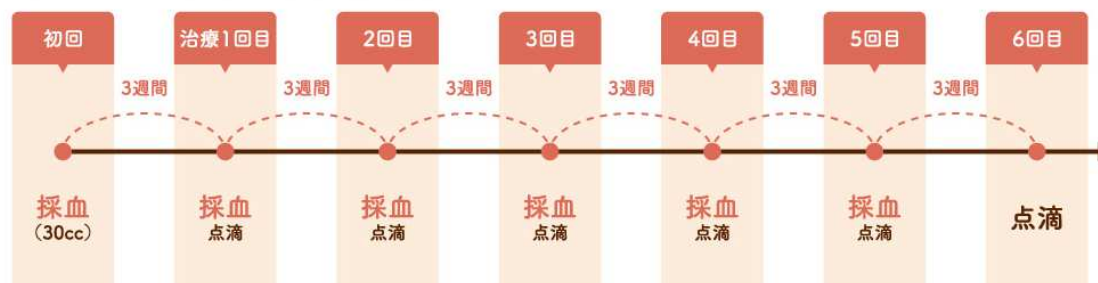 初回
治療1回目
2回目
3回目
4回目
5回目
6回目
3週間
3週間
3週間
3週間
3週間
3週間
採血
(30cc)
採血
点滴
採血
点滴
採血
点滴
採血
点滴
採血
点滴
点滴